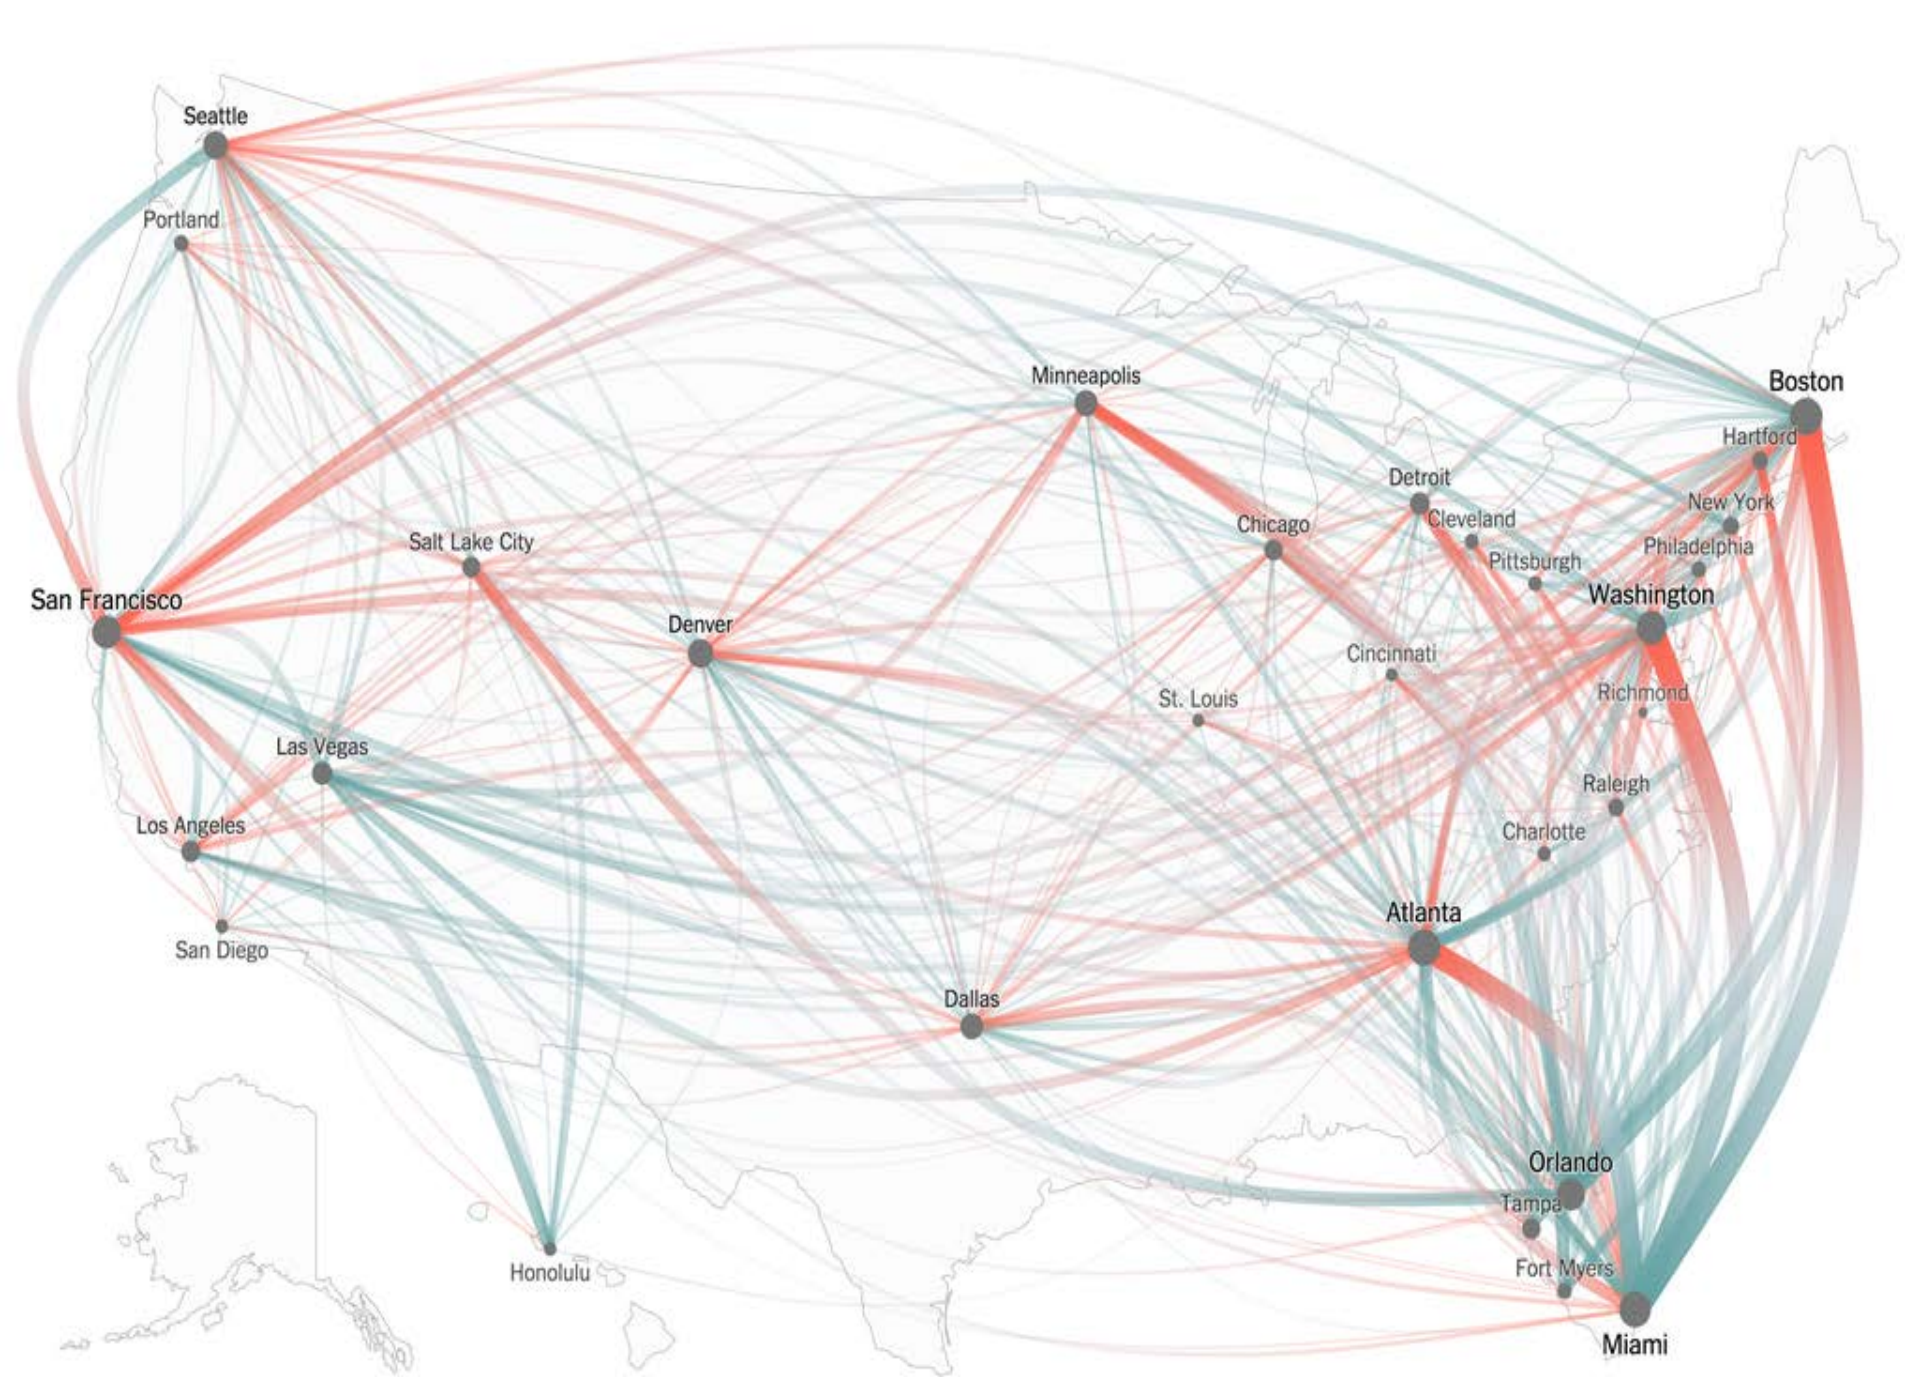 Seattle
Portland
Minneapolis
Boston
Hartford
Detroit
New York
Cleveland
Chicago
Salt Lake City
Philadelphia
Pittsburgh
Washington
San Francisco
Denver
Cincinnati
Richmond
St. Louis
Las Vegas
Raleigh
Los Angeles
Charlotte
Atlanta
San Diego
Dallas
Orlando
Tampa
Fort Myers
Honolulu
Miami